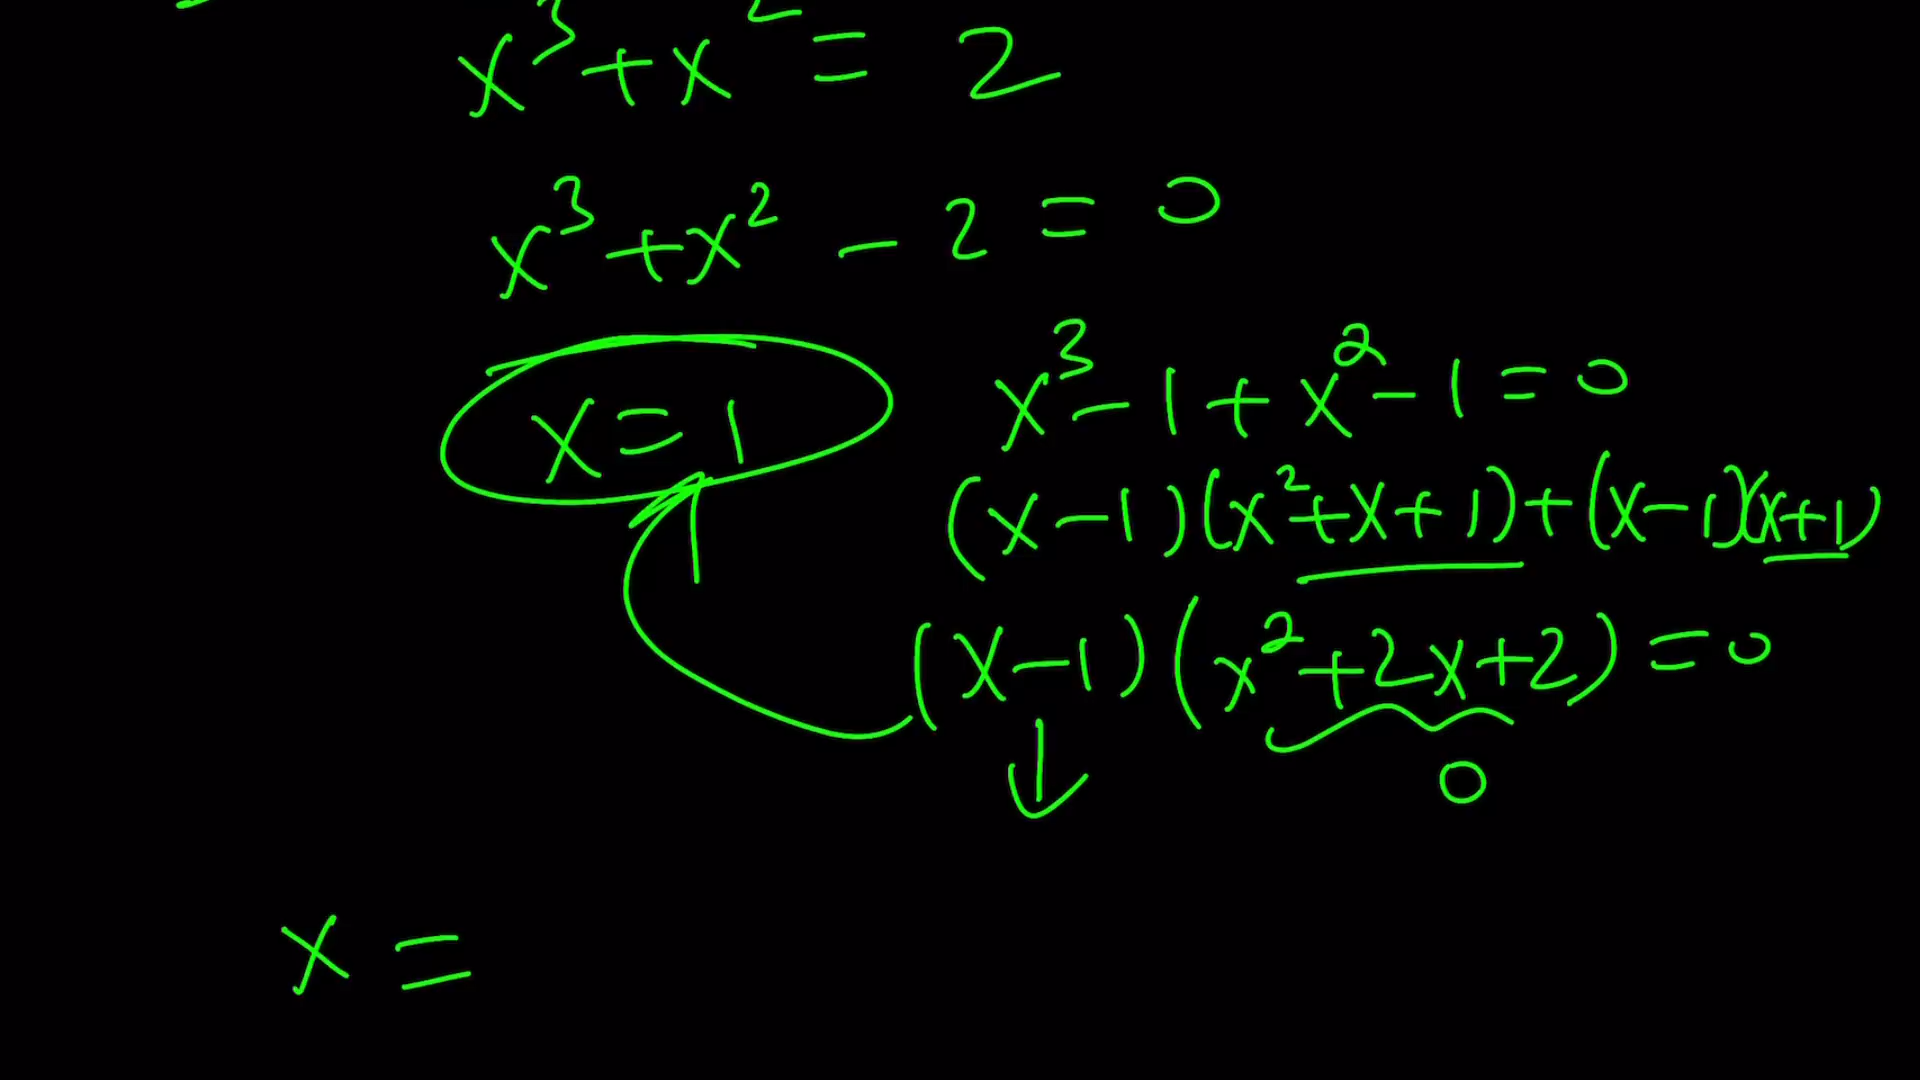 x³+x² = 2
x³+x² - 2 = 0
x=1
x³-1+x²-1=0
(x-1)(x²+x+1)+(x-1)(x+1)
(x-1)(x²+2x+2)=0
0
x =